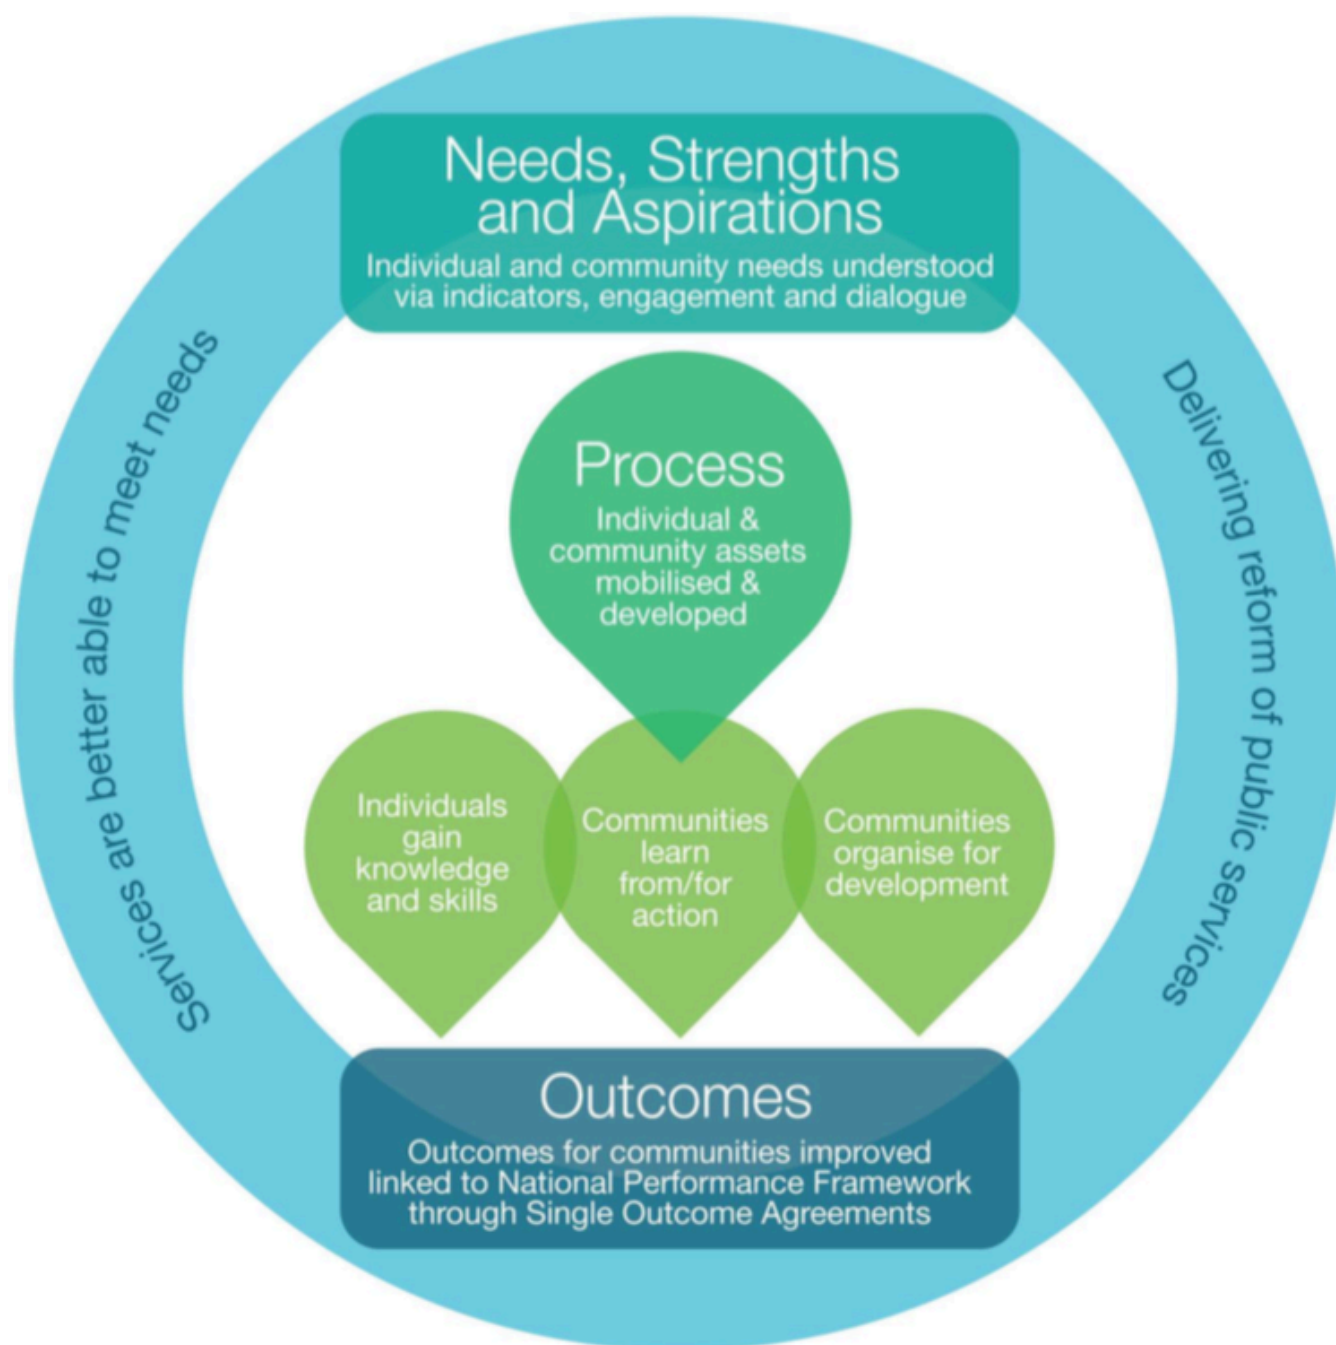 Needs, Strengths
and Aspirations
Individual and community needs understood
via indicators, engagement and dialogue
Services are better able to meet needs
Delivering reform of public services
Process
Individual &
community assets
mobilised &
developed
Individuals
gain
knowledge
and skills
Communities
learn
from/for
action
Communities
organise for
development
Outcomes
Outcomes for communities improved
linked to National Performance Framework
through Single Outcome Agreements